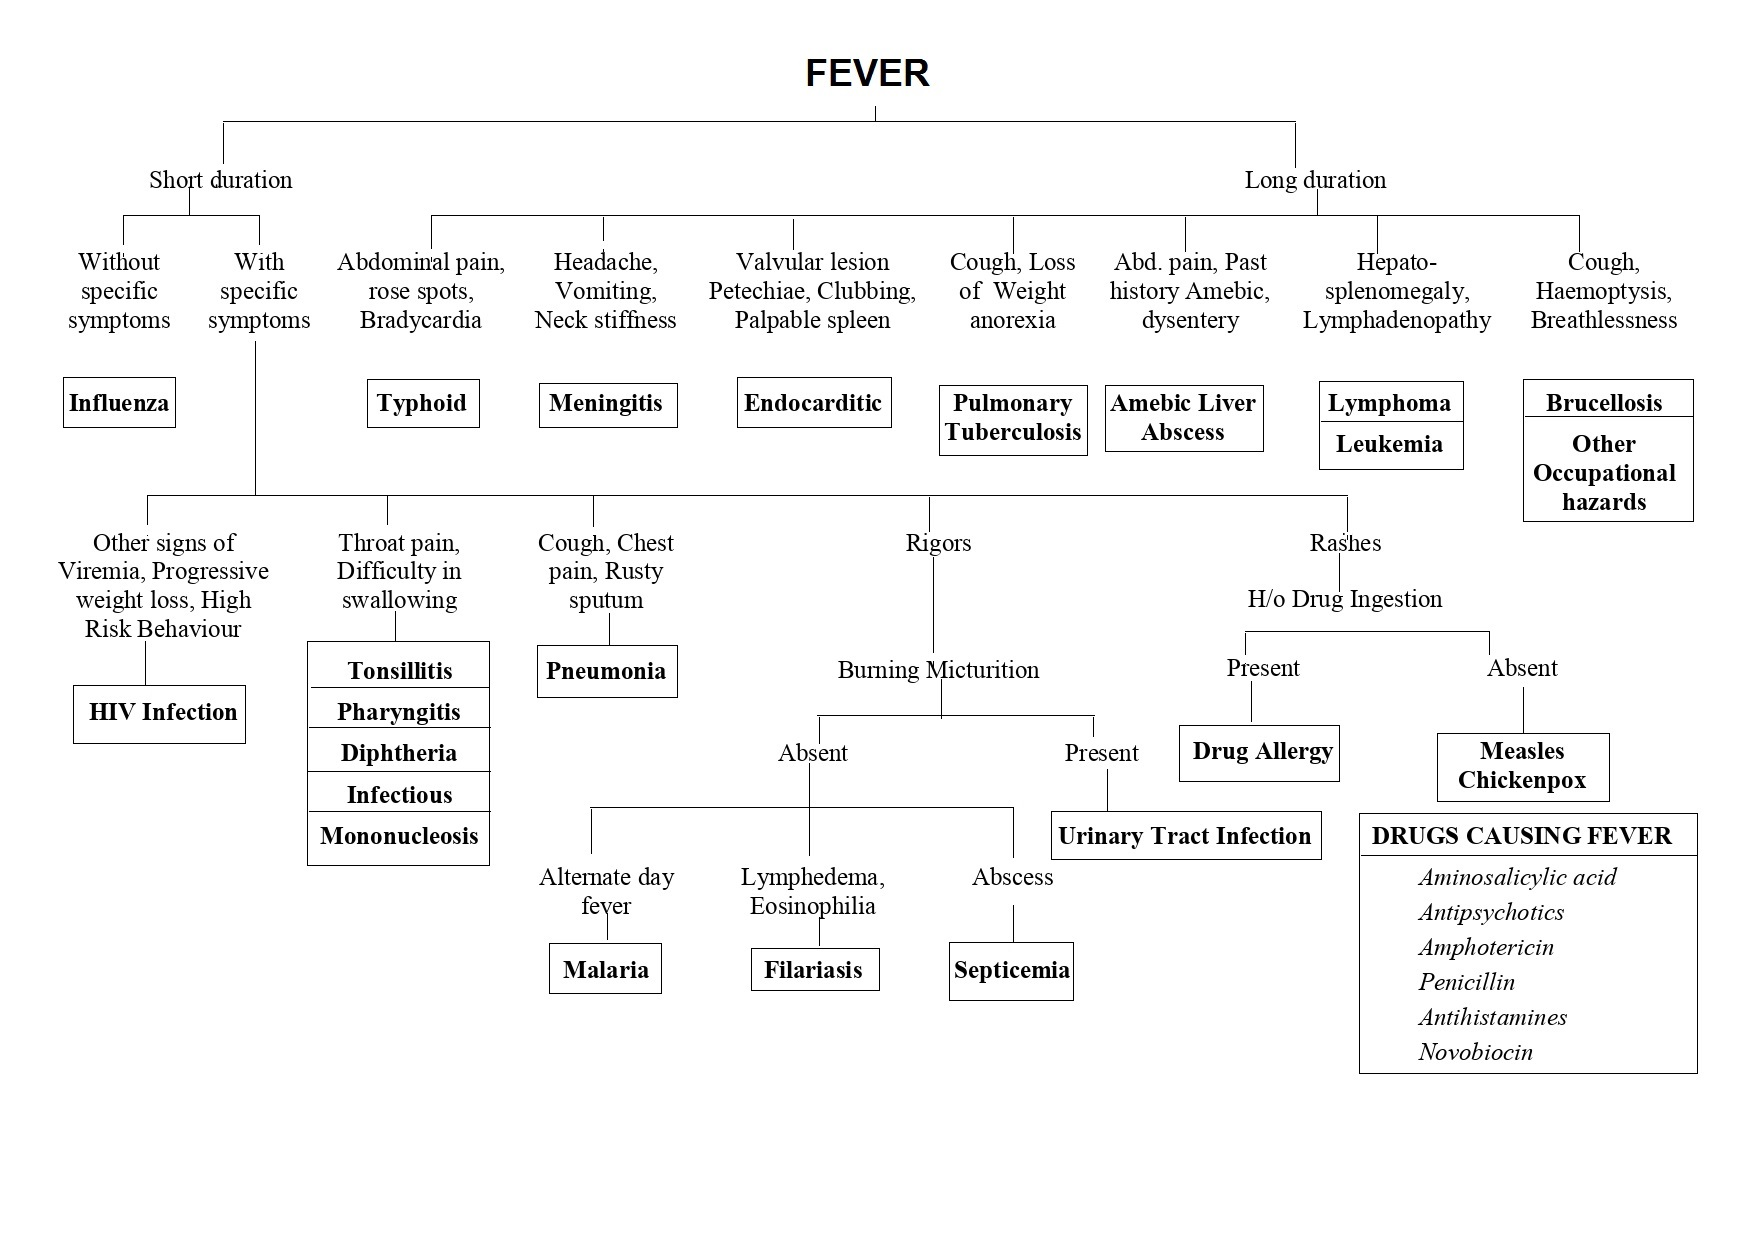 FEVER
Short duration
Long duration
Without
specific
symptoms
With
specific
symptoms
Abdominal pain,
rose spots,
Bradycardia
Headache,
Vomiting,
Neck stiffness
Valvular lesion
Petechiae, Clubbing,
Palpable spleen
Cough, Loss
of Weight
anorexia
Abd. pain, Past
history Amebic,
dysentery
Hepato-
splenomegaly,
Lymphadenopathy
Cough,
Haemoptysis,
Breathlessness
Influenza
Typhoid
Meningitis
Endocarditic
Pulmonary
Tuberculosis
Amebic Liver
Abscess
Lymphoma
Leukemia
Brucellosis
Other
Occupational
hazards
Other signs of
Viremia, Progressive
weight loss, High
Risk Behaviour
HIV Infection
Throat pain,
Difficulty in
swallowing
Tonsillitis
Pharyngitis
Diphtheria
Infectious
Mononucleosis
Cough, Chest
pain, Rusty
sputum
Pneumonia
Rigors
Burning Micturition
Absent
Present
Alternate day
fever
Malaria
Lymphedema,
Eosinophilia
Filariasis
Abscess
Septicemia
Urinary Tract Infection
Rashes
H/o Drug Ingestion
Present
Absent
Drug Allergy
Measles
Chickenpox
DRUGS CAUSING FEVER
Aminosalicylic acid
Antipsychotics
Amphotericin
Penicillin
Antihistamines
Novobiocin